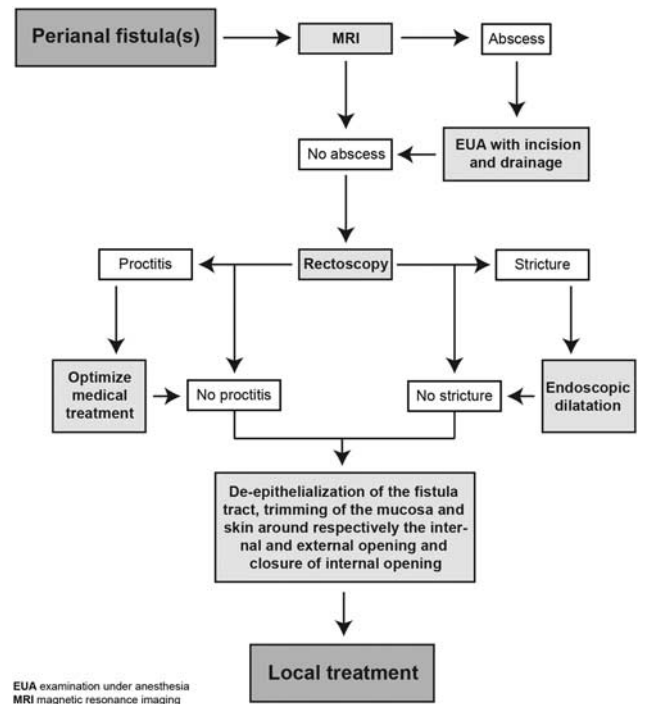 Perianal fistula(s)
MRI
Abscess
No abscess
EUA with incision
and drainage
Proctitis
Rectoscopy
Stricture
Optimize
medical
treatment
No proctitis
No stricture
Endoscopic
dilatation
De-epithelialization of the fistula
tract, trimming of the mucosa and
skin around respectively the inter-
nal and external opening and
closure of internal opening
Local treatment
EUA examination under anesthesia
MRI magnetic resonance imaging